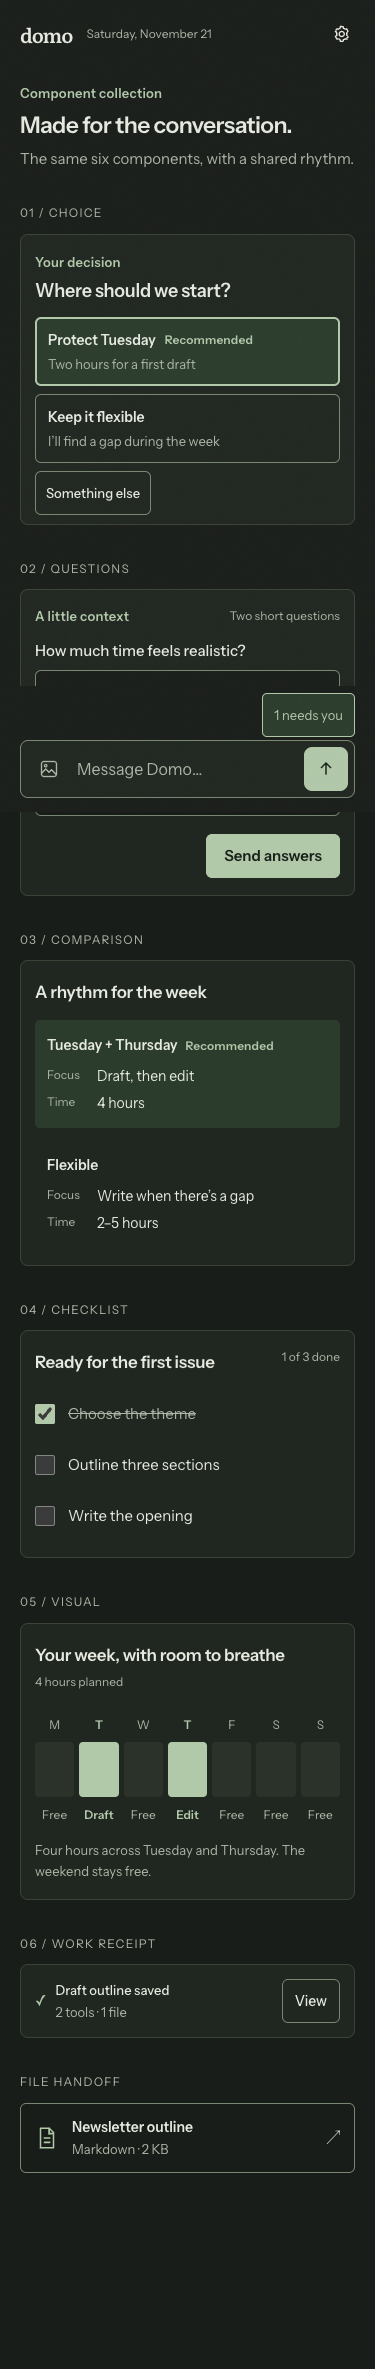 domo Saturday, November 21
Component collection
Made for the conversation.
The same six components, with a shared rhythm.
01 / CHOICE
Your decision
Where should we start?
Protect Tuesday Recommended
Two hours for a first draft
Keep it flexible
I'll find a gap during the week
Something else
02 / QUESTIONS
A little context Two short questions
How much time feels realistic?
1 needs you
Message Domo...
Send answers
03 / COMPARISON
A rhythm for the week
Tuesday + Thursday Recommended
Focus Draft, then edit
Time 4 hours
Flexible
Focus Write when there's a gap
Time 2–5 hours
04 / CHECKLIST
Ready for the first issue 1 of 3 done
Choose the theme
Outline three sections
Write the opening
05 / VISUAL
Your week, with room to breathe
4 hours planned
M T W T F S S
Free Draft Free Edit Free Free Free
Four hours across Tuesday and Thursday. The
weekend stays free.
06 / WORK RECEIPT
✓ Draft outline saved View
2 tools · 1 file
FILE HANDOFF
Newsletter outline
Markdown · 2 KB